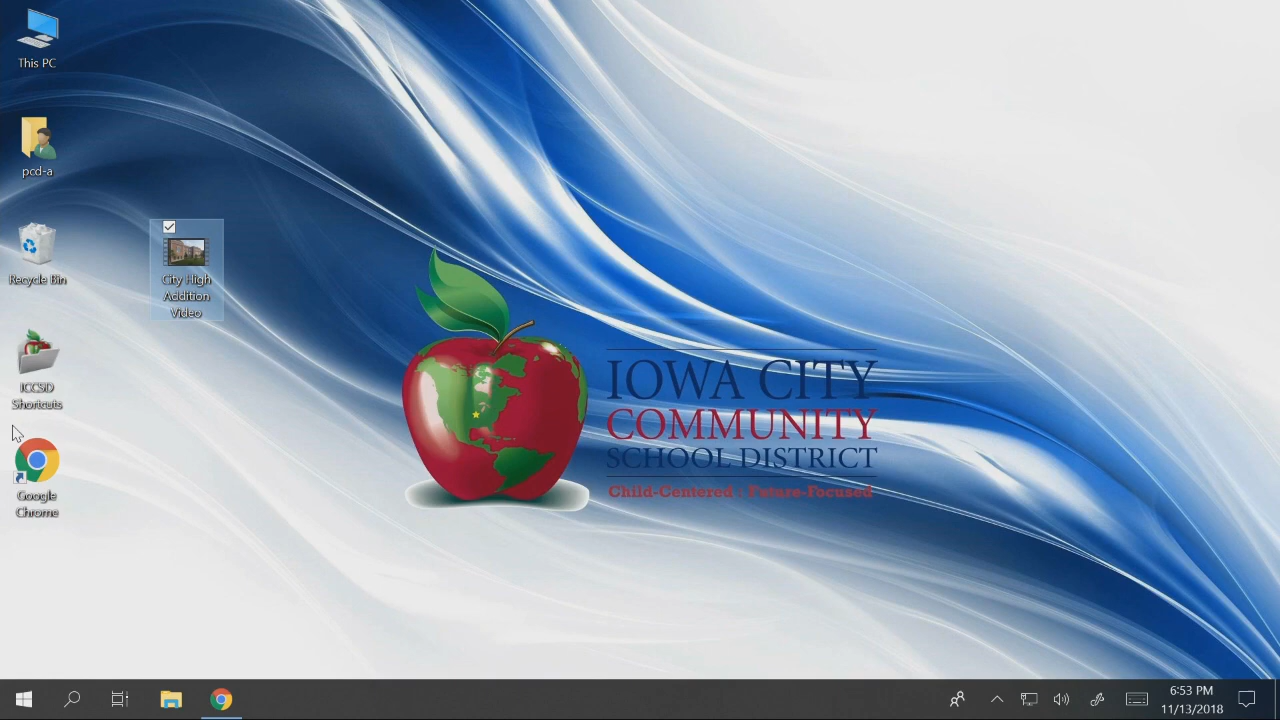 This PC
pcd-a
Recycle Bin
City High
Addition
Video
ICCSD
Shortcuts
Google
Chrome
IOWA CITY
COMMUNITY
SCHOOL DISTRICT
Child-Centered : Future-Focused
6:53 PM
11/13/2018